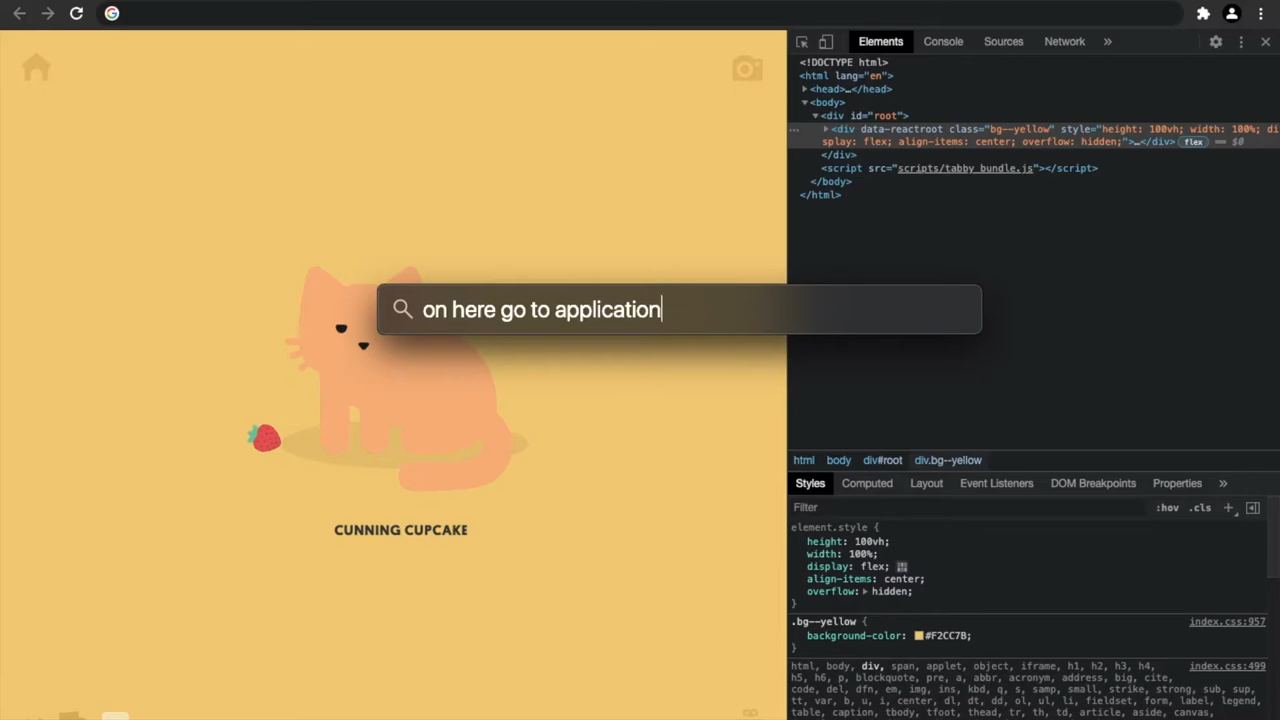 Elements Console Sources Network »
<!DOCTYPE html>
<html lang="en">
<head>…</head>
<body>
<div id="root">
<div data-reactroot class="bg--yellow" style="height: 100vh; width: 100%; di
splay: flex; align-items: center; overflow: hidden;">…</div> flex == $0
</div>
<script src="scripts/tabby_bundle.js"></script>
</body>
</html>
on here go to application
CUNNING CUPCAKE
html body div#root div.bg--yellow
Styles Computed Layout Event Listeners DOM Breakpoints Properties »
Filter :hov .cls +
element.style {
height: 100vh;
width: 100%;
display: flex;
align-items: center;
overflow: hidden;
}
.bg--yellow { index.css:957
background-color: #F2CC7B;
}
html, body, div, span, applet, object, iframe, h1, h2, h3, h4, index.css:499
h5, h6, p, blockquote, pre, a, abbr, acronym, address, big, cite,
code, del, dfn, em, img, ins, kbd, q, s, samp, small, strike, strong, sub, sup,
tt, var, b, u, i, center, dl, dt, dd, ol, ul, li, fieldset, form, label, legend,
table, caption, tbody, tfoot, thead, tr, th, td, article, aside, canvas,